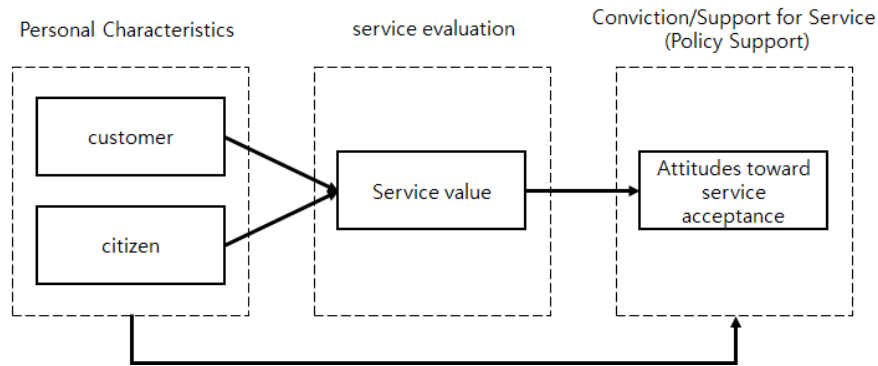 Personal Characteristics
service evaluation
Conviction/Support for Service
(Policy Support)
customer
citizen
Service value
Attitudes toward
service
acceptance